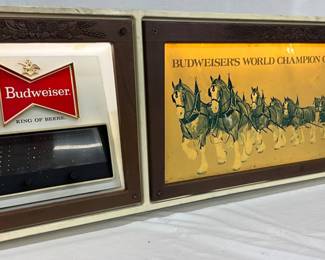 Budweiser
KING OF BEERS.
BUDWEISER'S WORLD CHAMPION C